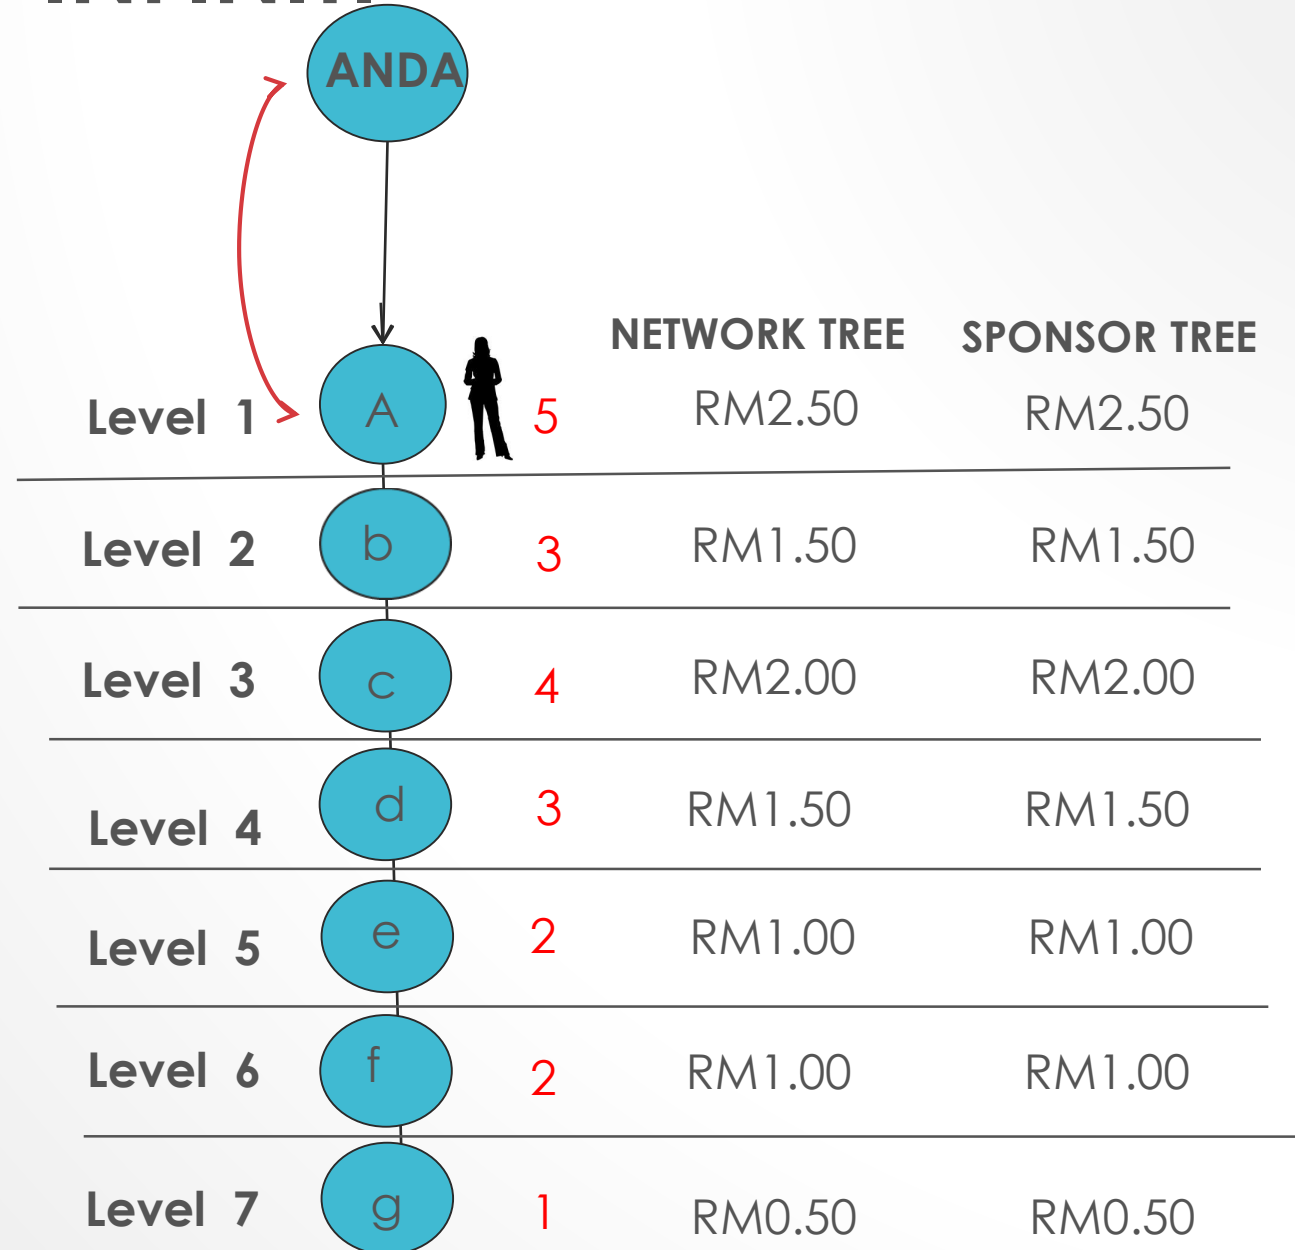 ANDA
NETWORK TREE SPONSOR TREE
Level 1 A 5 RM2.50 RM2.50
Level 2 b 3 RM1.50 RM1.50
Level 3 c 4 RM2.00 RM2.00
Level 4 d 3 RM1.50 RM1.50
Level 5 e 2 RM1.00 RM1.00
Level 6 f 2 RM1.00 RM1.00
Level 7 g 1 RM0.50 RM0.50